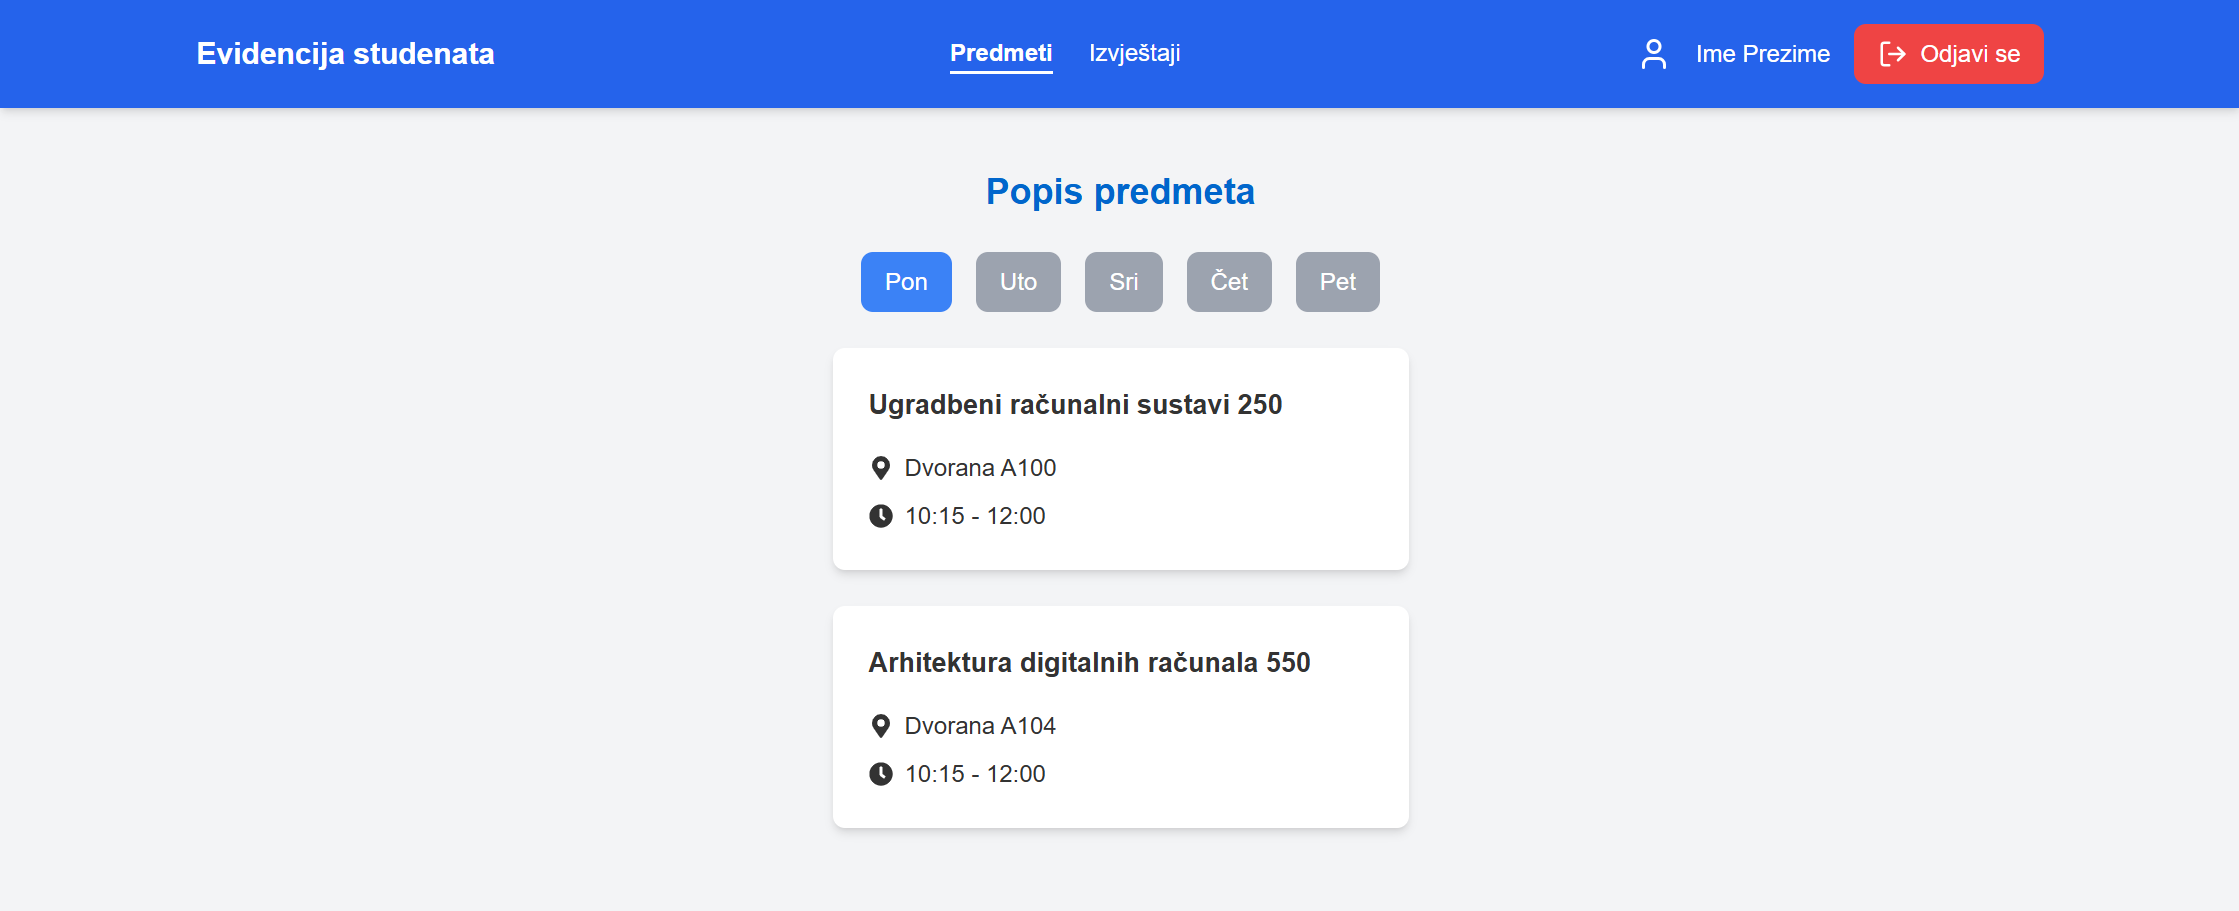 Evidencija studenata
Predmeti
Izvještaji
Ime Prezime
Odjavi se
Popis predmeta
Pon
Uto
Sri
Čet
Pet
Ugradbeni računalni sustavi 250
Dvorana A100
10:15 - 12:00
Arhitektura digitalnih računala 550
Dvorana A104
10:15 - 12:00